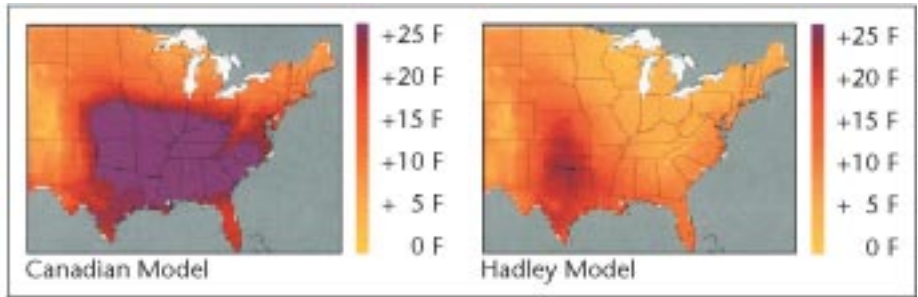 +25 F
+20 F
+15 F
+10 F
+ 5 F
0 F
Canadian Model
+25 F
+20 F
+15 F
+10 F
+ 5 F
0 F
Hadley Model